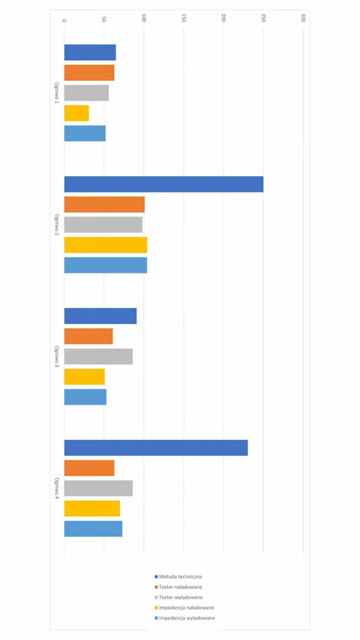 0
50
100
150
200
250
300
Ogniwo 1
Ogniwo 2
Ogniwo 3
Ogniwo 4
Metoda techniczna
Tester naładowane
Tester wyładowane
Impedancja naładowane
Impedancja wyładowane